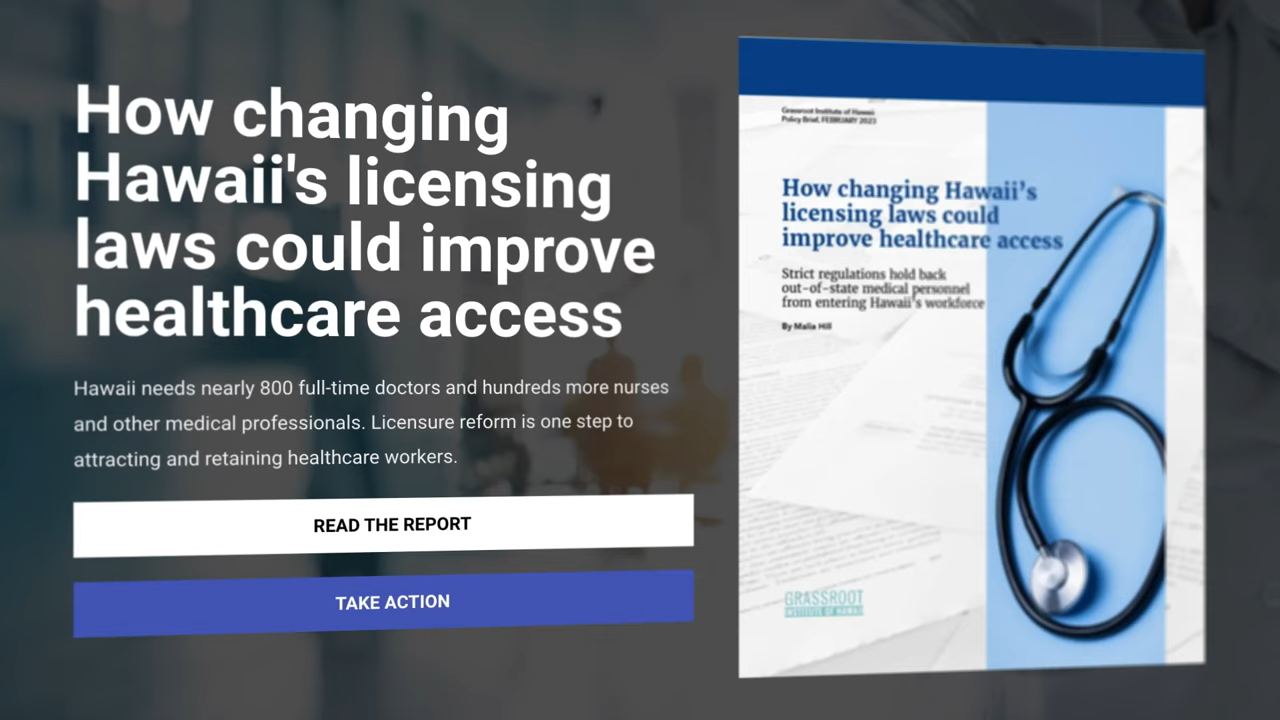 How changing
Hawaii's licensing
laws could improve
healthcare access
Hawaii needs nearly 800 full-time doctors and hundreds more nurses
and other medical professionals. Licensure reform is one step to
attracting and retaining healthcare workers.
READ THE REPORT
TAKE ACTION
Grassroot Institute of Hawaii
Policy Brief, FEBRUARY 2023
How changing Hawaii’s
licensing laws could
improve healthcare access
Strict regulations hold back
out-of-state medical personnel
from entering Hawaii’s workforce
By Malia Hill
GRASSROOT
INSTITUTE OF HAWAII